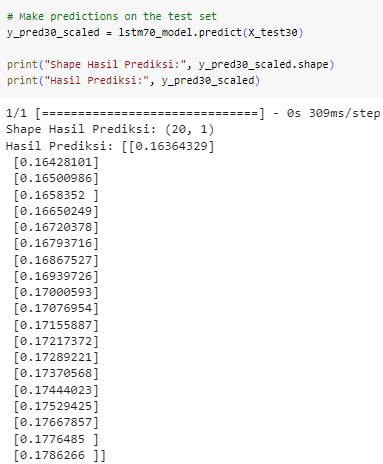 # Make predictions on the test set
y_pred30_scaled = lstm70_model.predict(X_test30)
print("Shape Hasil Prediksi:", y_pred30_scaled.shape)
print("Hasil Prediksi:", y_pred30_scaled)
1/1 [==============================] - 0s 309ms/step
Shape Hasil Prediksi: (20, 1)
Hasil Prediksi: [[0.16364329]
[0.16428101]
[0.16500986]
[0.1658352 ]
[0.16650249]
[0.16720378]
[0.16793716]
[0.16867527]
[0.16939726]
[0.17000593]
[0.17076954]
[0.17155887]
[0.17217372]
[0.17289221]
[0.17370568]
[0.17444023]
[0.17529425]
[0.17667857]
[0.1776485 ]
[0.1786266 ]]